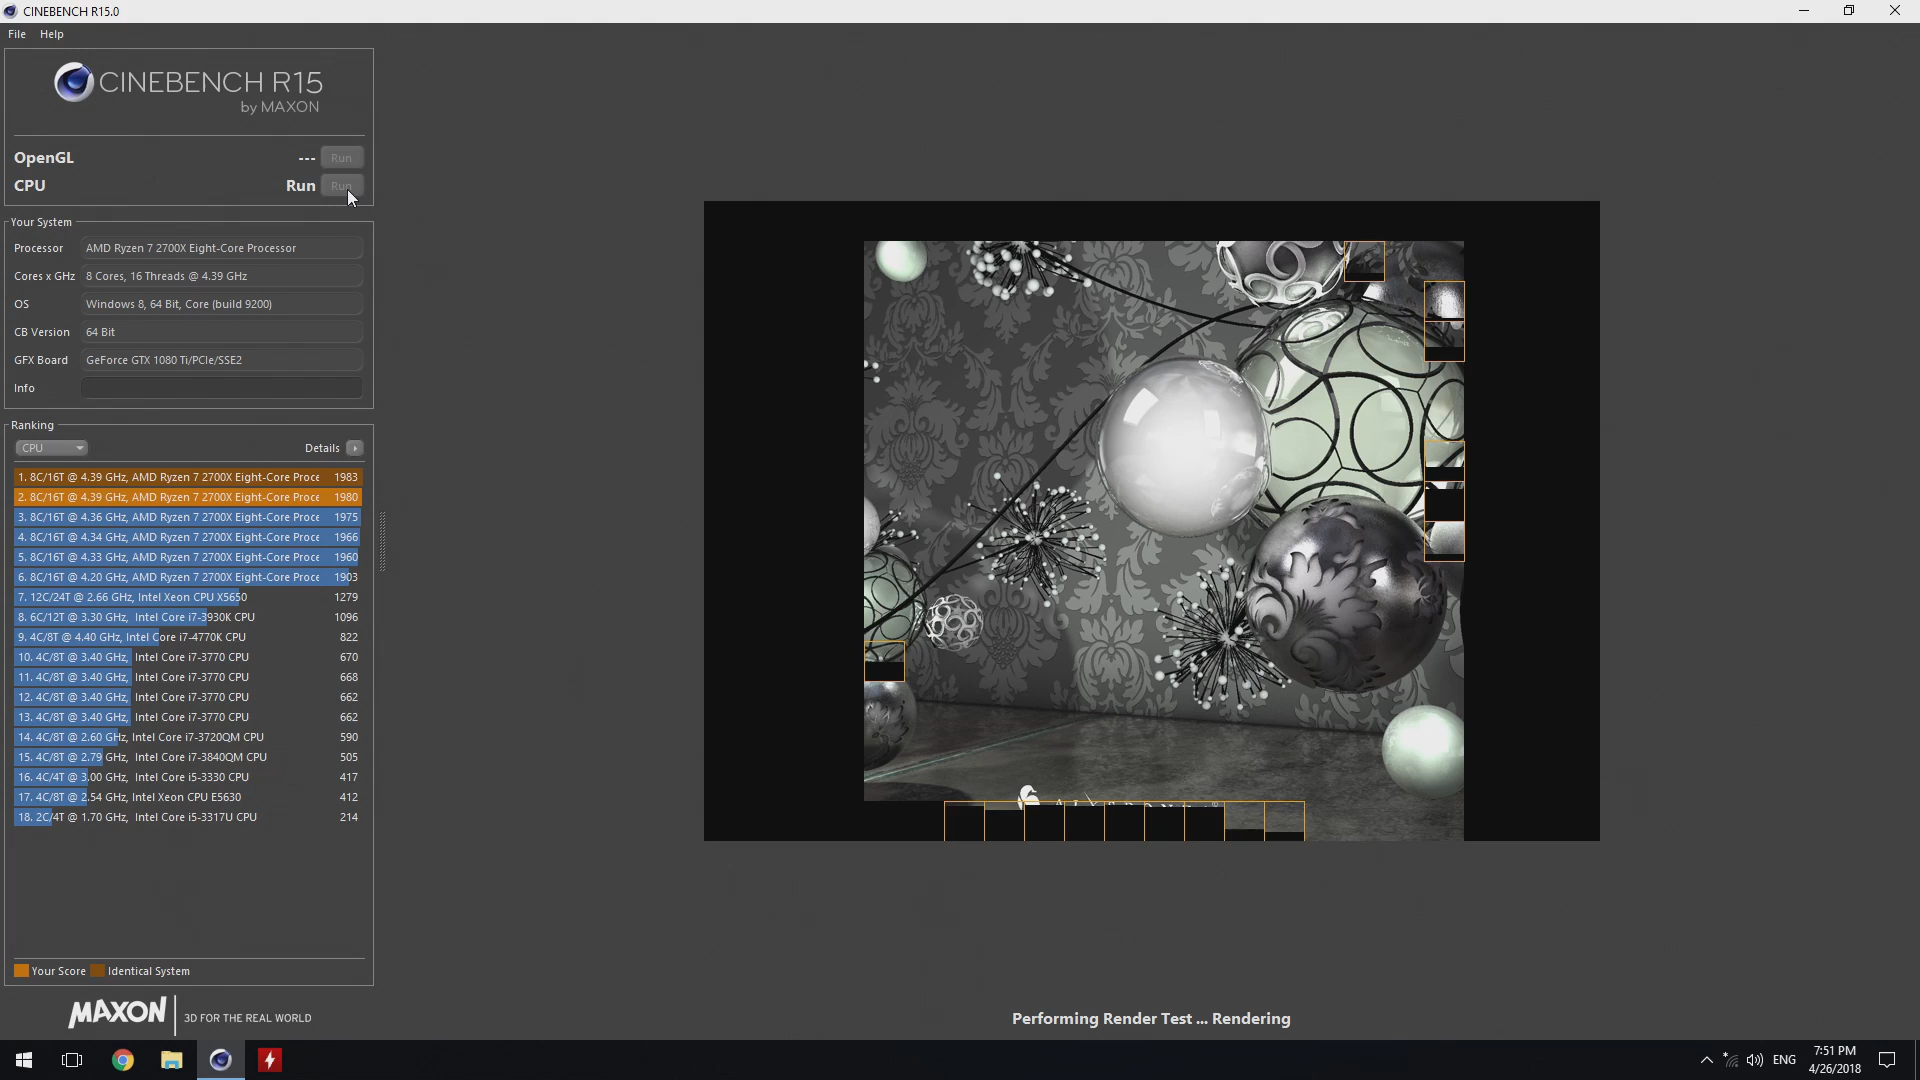 CINEBENCH R15.0
File Help
CINEBENCH R15
by MAXON
OpenGL --- Run
CPU Run Run
Your System
Processor AMD Ryzen 7 2700X Eight-Core Processor
Cores x GHz 8 Cores, 16 Threads @ 4.39 GHz
OS Windows 8, 64 Bit, Core (build 9200)
CB Version 64 Bit
GFX Board GeForce GTX 1080 Ti/PCIe/SSE2
Info
Ranking
CPU Details
1. 8C/16T @ 4.39 GHz, AMD Ryzen 7 2700X Eight-Core Proce 1983
2. 8C/16T @ 4.39 GHz, AMD Ryzen 7 2700X Eight-Core Proce 1980
3. 8C/16T @ 4.36 GHz, AMD Ryzen 7 2700X Eight-Core Proce 1975
4. 8C/16T @ 4.34 GHz, AMD Ryzen 7 2700X Eight-Core Proce 1966
5. 8C/16T @ 4.33 GHz, AMD Ryzen 7 2700X Eight-Core Proce 1960
6. 8C/16T @ 4.20 GHz, AMD Ryzen 7 2700X Eight-Core Proce 1903
7. 12C/24T @ 2.66 GHz, Intel Xeon CPU X5650 1279
8. 6C/12T @ 3.30 GHz, Intel Core i7-3930K CPU 1096
9. 4C/8T @ 4.40 GHz, Intel Core i7-4770K CPU 822
10. 4C/8T @ 3.40 GHz, Intel Core i7-3770 CPU 670
11. 4C/8T @ 3.40 GHz, Intel Core i7-3770 CPU 668
12. 4C/8T @ 3.40 GHz, Intel Core i7-3770 CPU 662
13. 4C/8T @ 3.40 GHz, Intel Core i7-3770 CPU 662
14. 4C/8T @ 2.60 GHz, Intel Core i7-3720QM CPU 590
15. 4C/8T @ 2.79 GHz, Intel Core i7-3840QM CPU 505
16. 4C/4T @ 3.00 GHz, Intel Core i5-3330 CPU 417
17. 4C/8T @ 2.54 GHz, Intel Xeon CPU E5630 412
18. 2C/4T @ 1.70 GHz, Intel Core i5-3317U CPU 214
Your Score Identical System
MAXON 3D FOR THE REAL WORLD
Performing Render Test ... Rendering
ENG
7:51 PM
4/26/2018